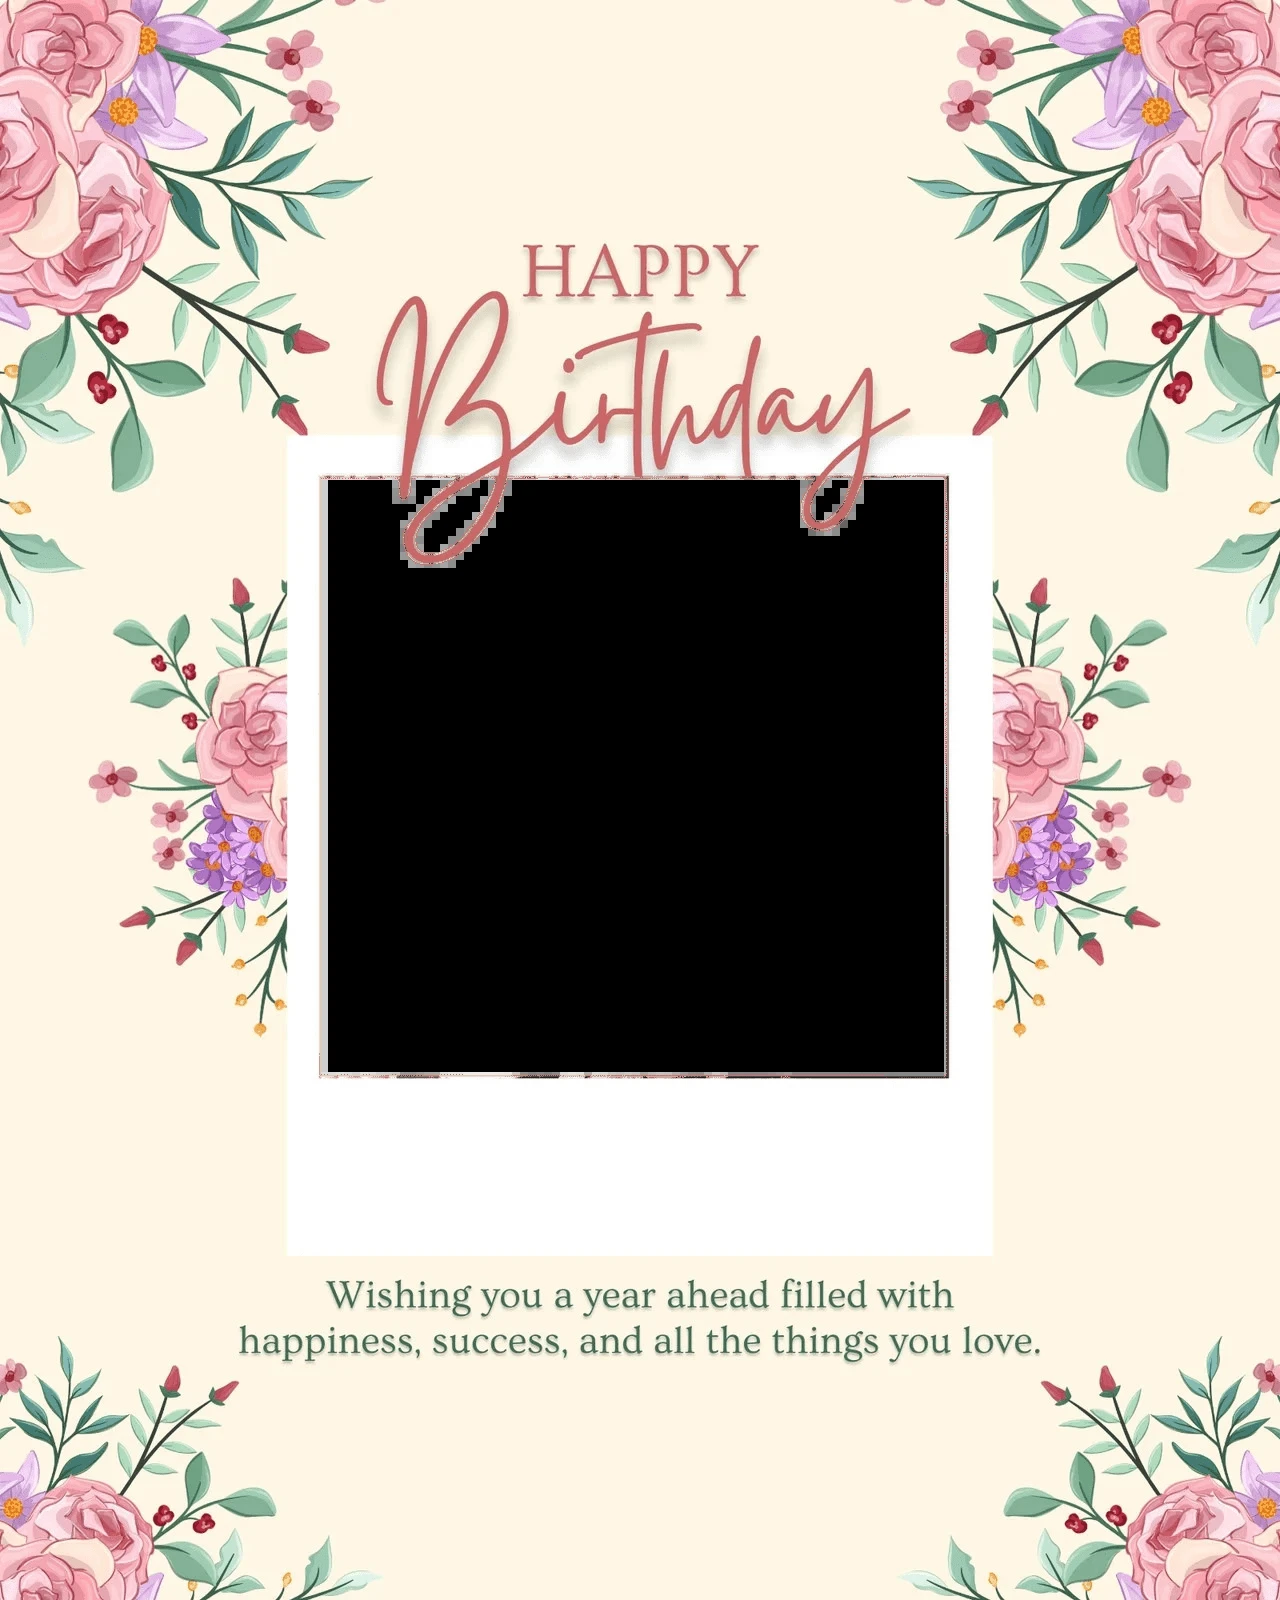 HAPPY
Birthday
Wishing you a year ahead filled with
happiness, success, and all the things you love.